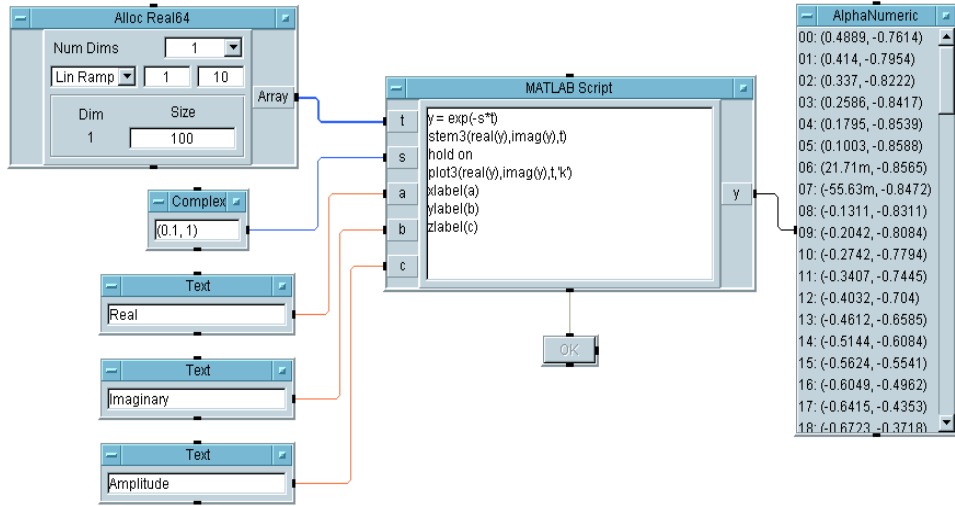 Alloc Real64
Num Dims 1
Lin Ramp 1 10
Dim Size
1 100
Array
Complex
(0.1, 1)
Text
Real
Text
Imaginary
Text
Amplitude
MATLAB Script
t
s
a
b
c
y = exp(-s*t)
stem3(real(y),imag(y),t)
hold on
plot3(real(y),imag(y),t,'k')
xlabel(a)
ylabel(b)
zlabel(c)
y
OK
AlphaNumeric
00: (0.4889, -0.7614)
01: (0.414, -0.7954)
02: (0.337, -0.8222)
03: (0.2586, -0.8417)
04: (0.1795, -0.8539)
05: (0.1003, -0.8588)
06: (21.71m, -0.8565)
07: (-55.63m, -0.8472)
08: (-0.1311, -0.8311)
09: (-0.2042, -0.8084)
10: (-0.2742, -0.7794)
11: (-0.3407, -0.7445)
12: (-0.4032, -0.704)
13: (-0.4612, -0.6585)
14: (-0.5144, -0.6084)
15: (-0.5624, -0.5541)
16: (-0.6049, -0.4962)
17: (-0.6415, -0.4353)
18: (-0.6723, -0.3718)